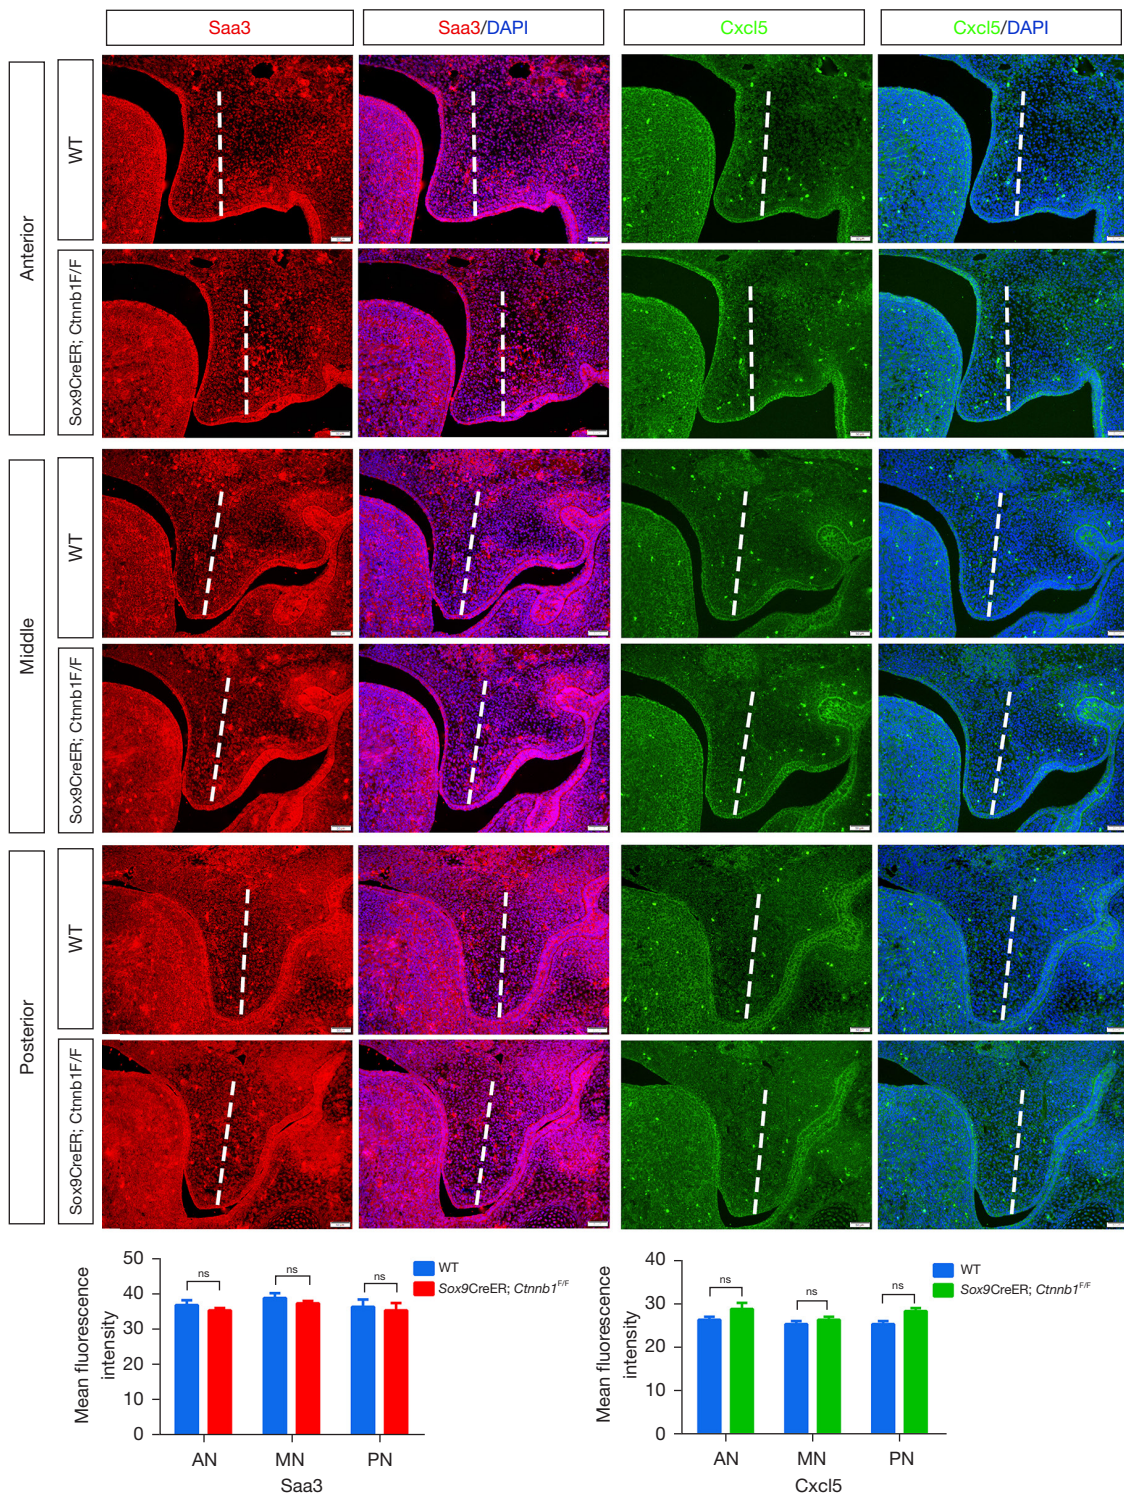 Saa3
Saa3/DAPI
Cxcl5
Cxcl5/DAPI
Anterior
WT
Sox9CreER; Ctnnb1F/F
Middle
WT
Sox9CreER; Ctnnb1F/F
Posterior
WT
Sox9CreER; Ctnnb1F/F
Mean fluorescence
intensity
50
40
30
20
10
0
ns
ns
ns
WT
Sox9CreER; Ctnnb1F/F
AN
MN
PN
Saa3
Mean fluorescence
intensity
40
30
20
10
0
ns
ns
ns
WT
Sox9CreER; Ctnnb1F/F
AN
MN
PN
Cxcl5